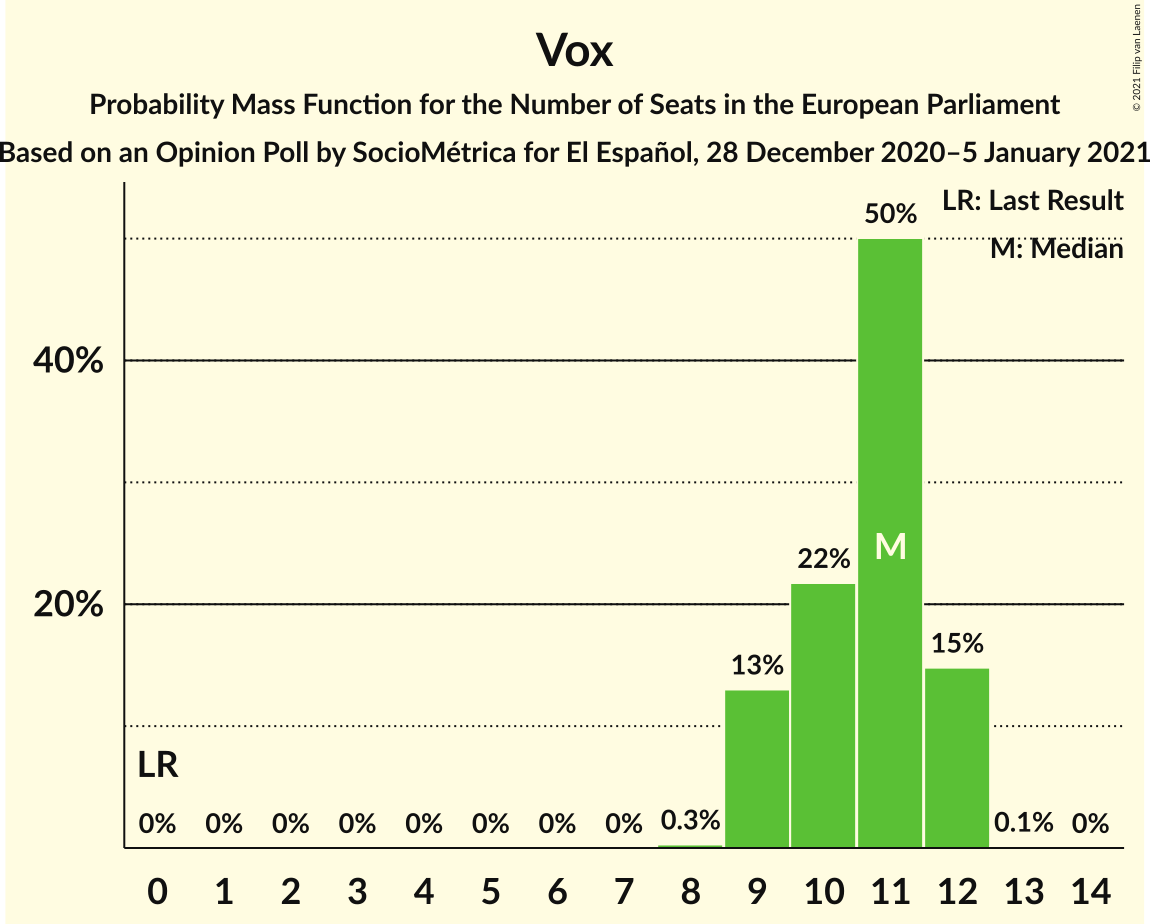 Vox
Probability Mass Function for the Number of Seats in the European Parliament
Based on an Opinion Poll by SocioMétrica for El Español, 28 December 2020–5 January 2021
© 2021 Filip van Laenen
LR: Last Result
M: Median
50%
40%
M
22%
20%
15%
13%
LR
0% 0% 0% 0% 0% 0% 0% 0% 0.3% 0.1% 0%
0 1 2 3 4 5 6 7 8 9 10 11 12 13 14